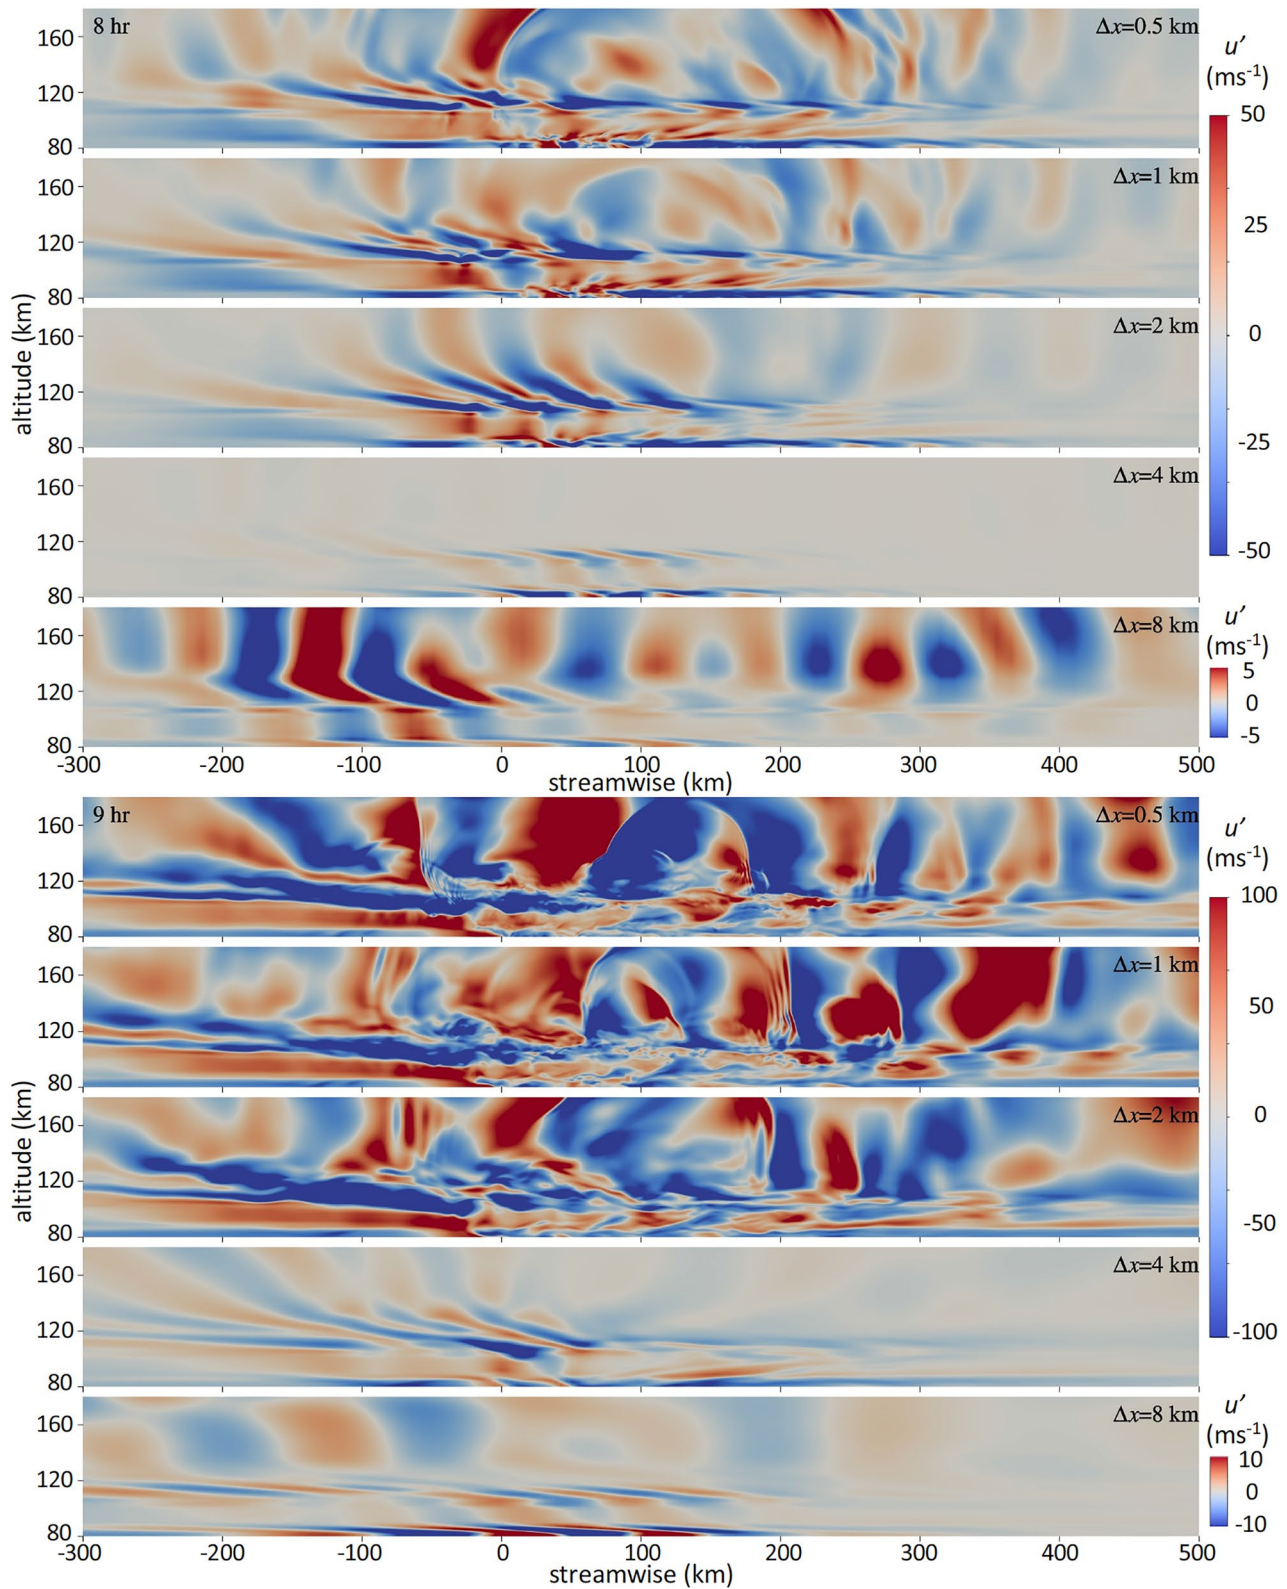 8 hr
Δx=0.5 km
160
120
80
Δx=1 km
160
120
80
Δx=2 km
160
120
80
Δx=4 km
160
120
80
Δx=8 km
160
120
80
altitude (km)
-300 -200 -100 0 100 200 300 400 500
streamwise (km)
u′
(ms⁻¹)
50
25
0
-25
-50
u′
(ms⁻¹)
5
0
-5
9 hr
Δx=0.5 km
160
120
80
Δx=1 km
160
120
80
Δx=2 km
160
120
80
Δx=4 km
160
120
80
Δx=8 km
160
120
80
altitude (km)
-300 -200 -100 0 100 200 300 400 500
streamwise (km)
u′
(ms⁻¹)
100
50
0
-50
-100
u′
(ms⁻¹)
10
0
-10